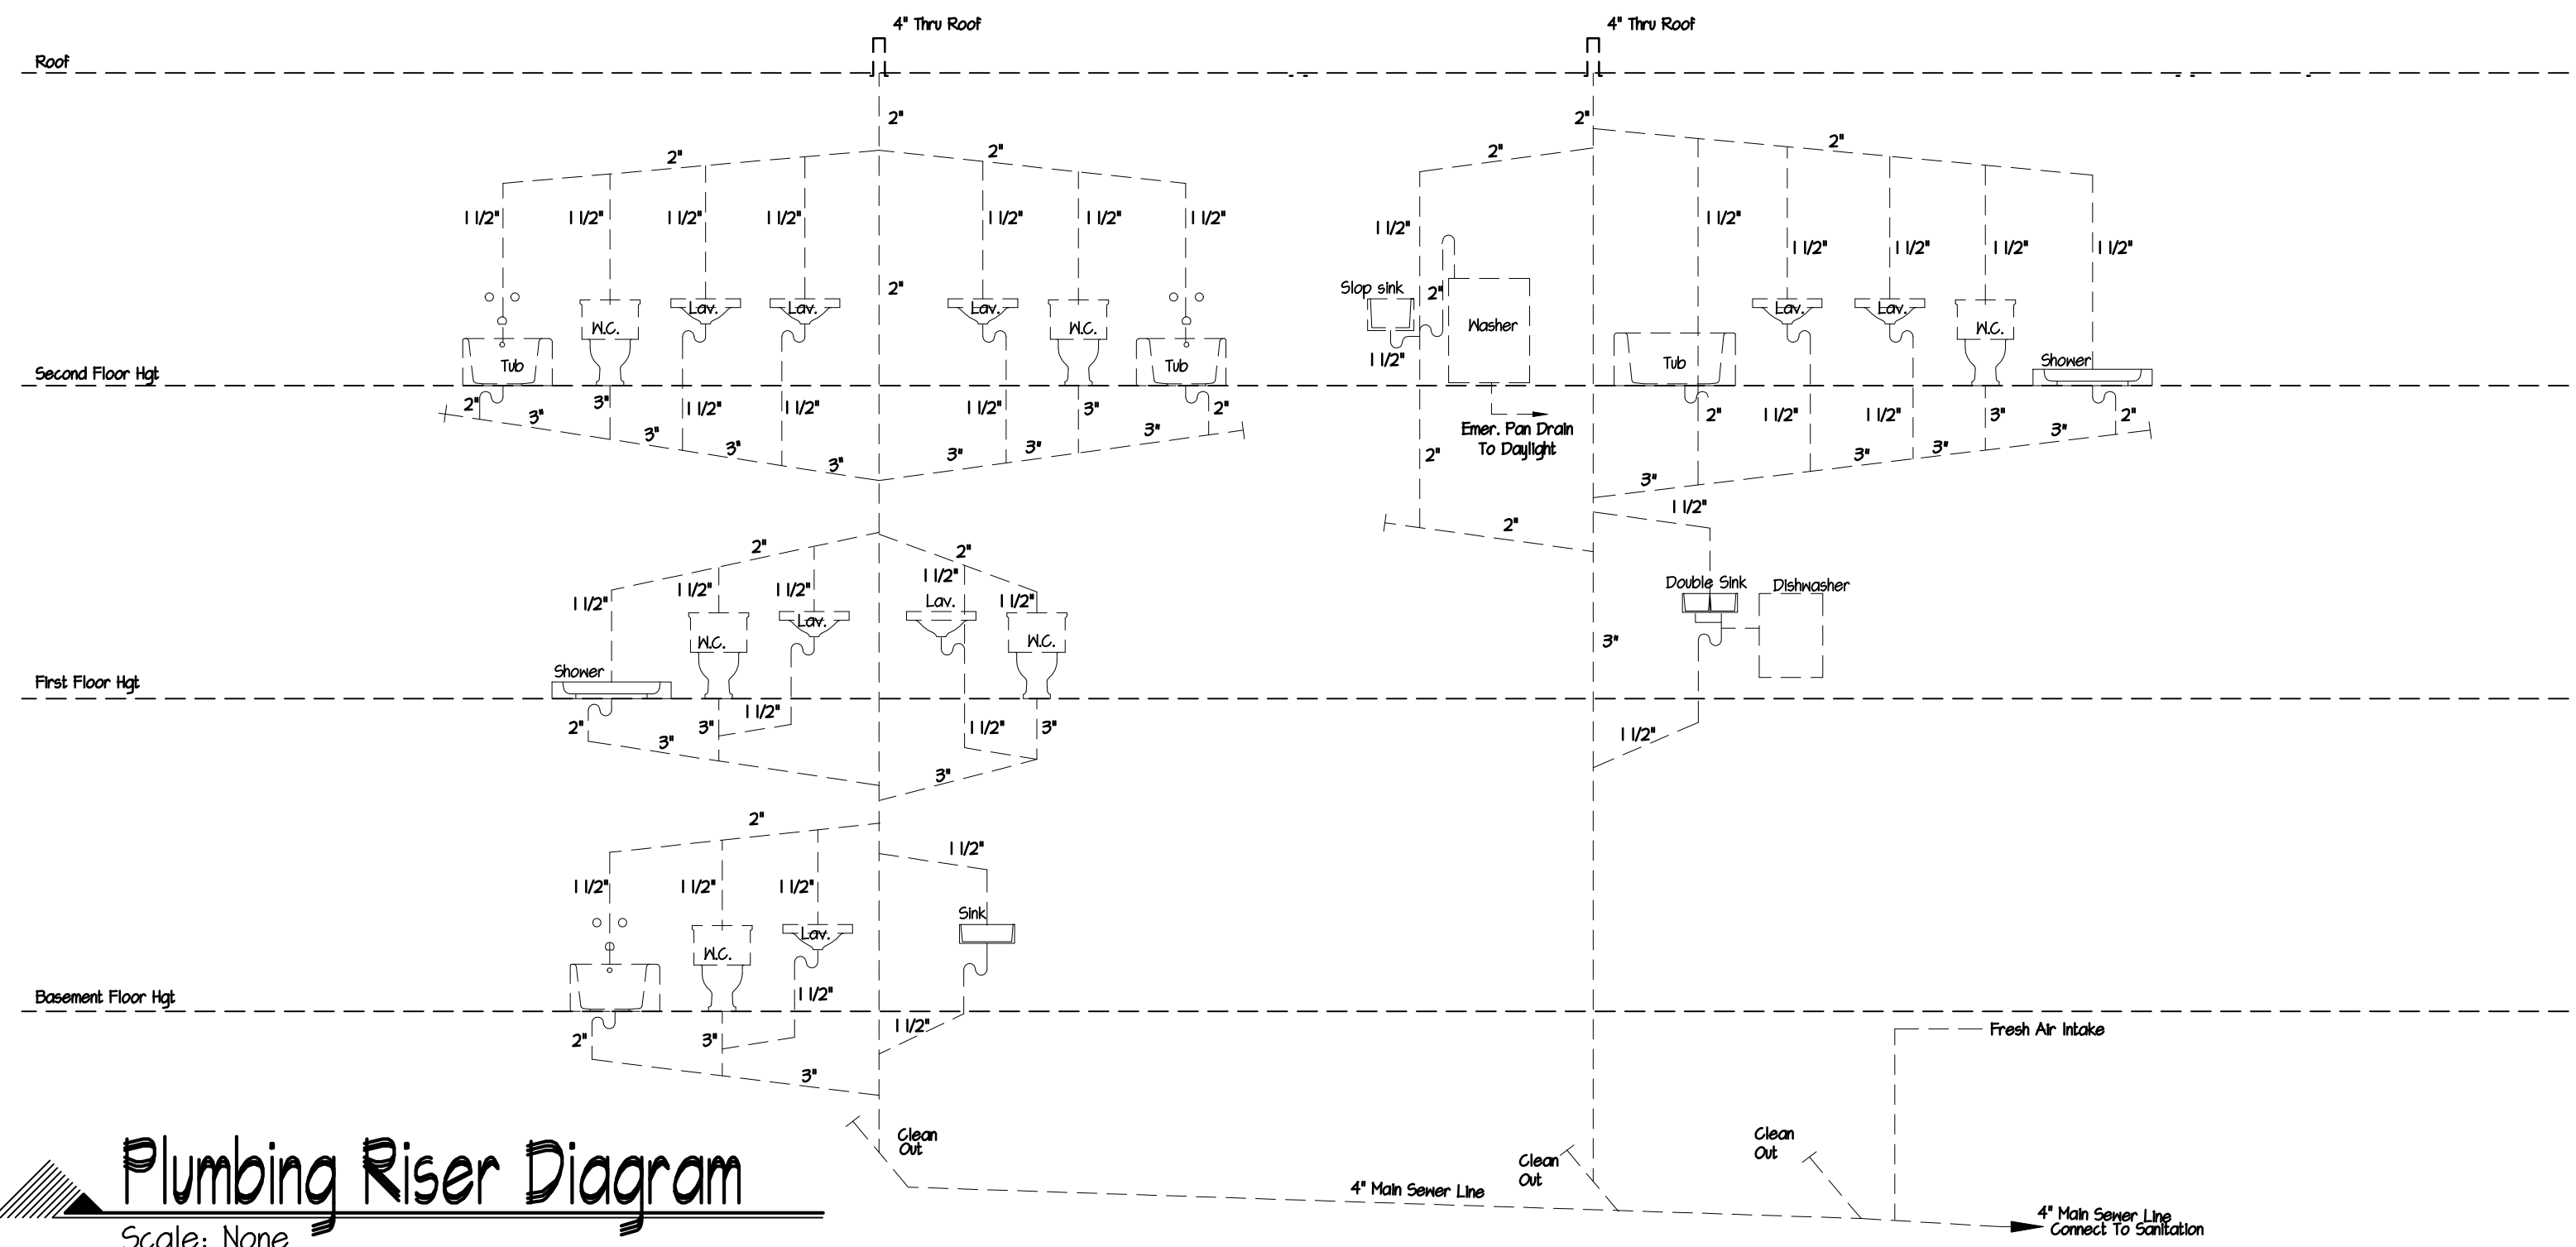 4" Thru Roof
4" Thru Roof
Roof
2"
2"
2"
2"
2"
2"
1 1/2"
1 1/2"
1 1/2"
1 1/2"
1 1/2"
1 1/2"
1 1/2"
1 1/2"
1 1/2"
1 1/2"
1 1/2"
1 1/2"
1 1/2"
2"
Slop sink
2"
Lav.
Lav.
Lav.
Lav.
Lav.
W.C.
W.C.
Washer
W.C.
Tub
Tub
1 1/2"
Tub
Shower
Second Floor Hgt
2"
3"
3"
1 1/2"
1 1/2"
1 1/2"
3"
2"
2"
1 1/2"
1 1/2"
3"
2"
3"
3"
3"
3"
3"
3"
Emer. Pan Drain
To Daylight
3"
3"
3"
3"
2"
3"
1 1/2"
2"
2"
2"
1 1/2"
1 1/2"
1 1/2"
1 1/2"
1 1/2"
Lav.
Double Sink
Dishwasher
Lav.
W.C.
W.C.
3"
Shower
First Floor Hgt
1 1/2"
2"
3"
1 1/2"
3"
3"
1 1/2"
3"
2"
1 1/2"
1 1/2"
1 1/2"
1 1/2"
Sink
Lav.
W.C.
1 1/2"
Basement Floor Hgt
1 1/2"
Fresh Air Intake
2"
3"
3"
Clean
Out
Clean
Out
Clean
Out
4" Main Sewer Line
4" Main Sewer Line
Connect To Sanitation
Plumbing Riser Diagram
Scale: None